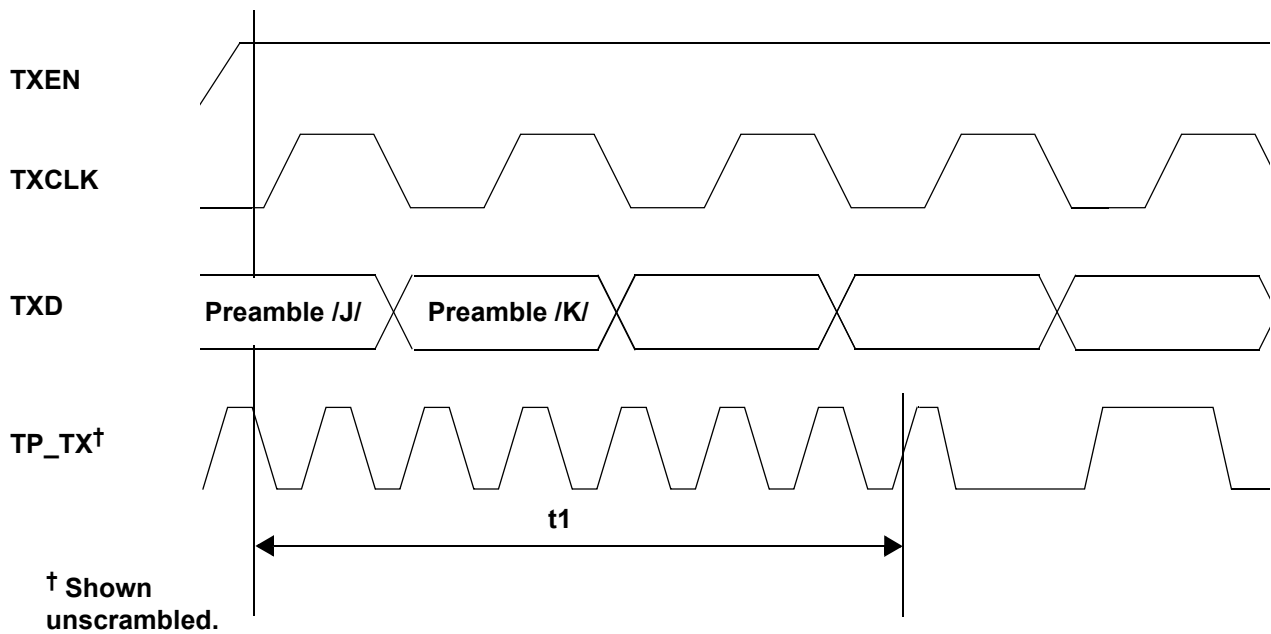 TXEN
TXCLK
TXD
Preamble /J/
Preamble /K/
TP_TX†
t1
† Shown
unscrambled.